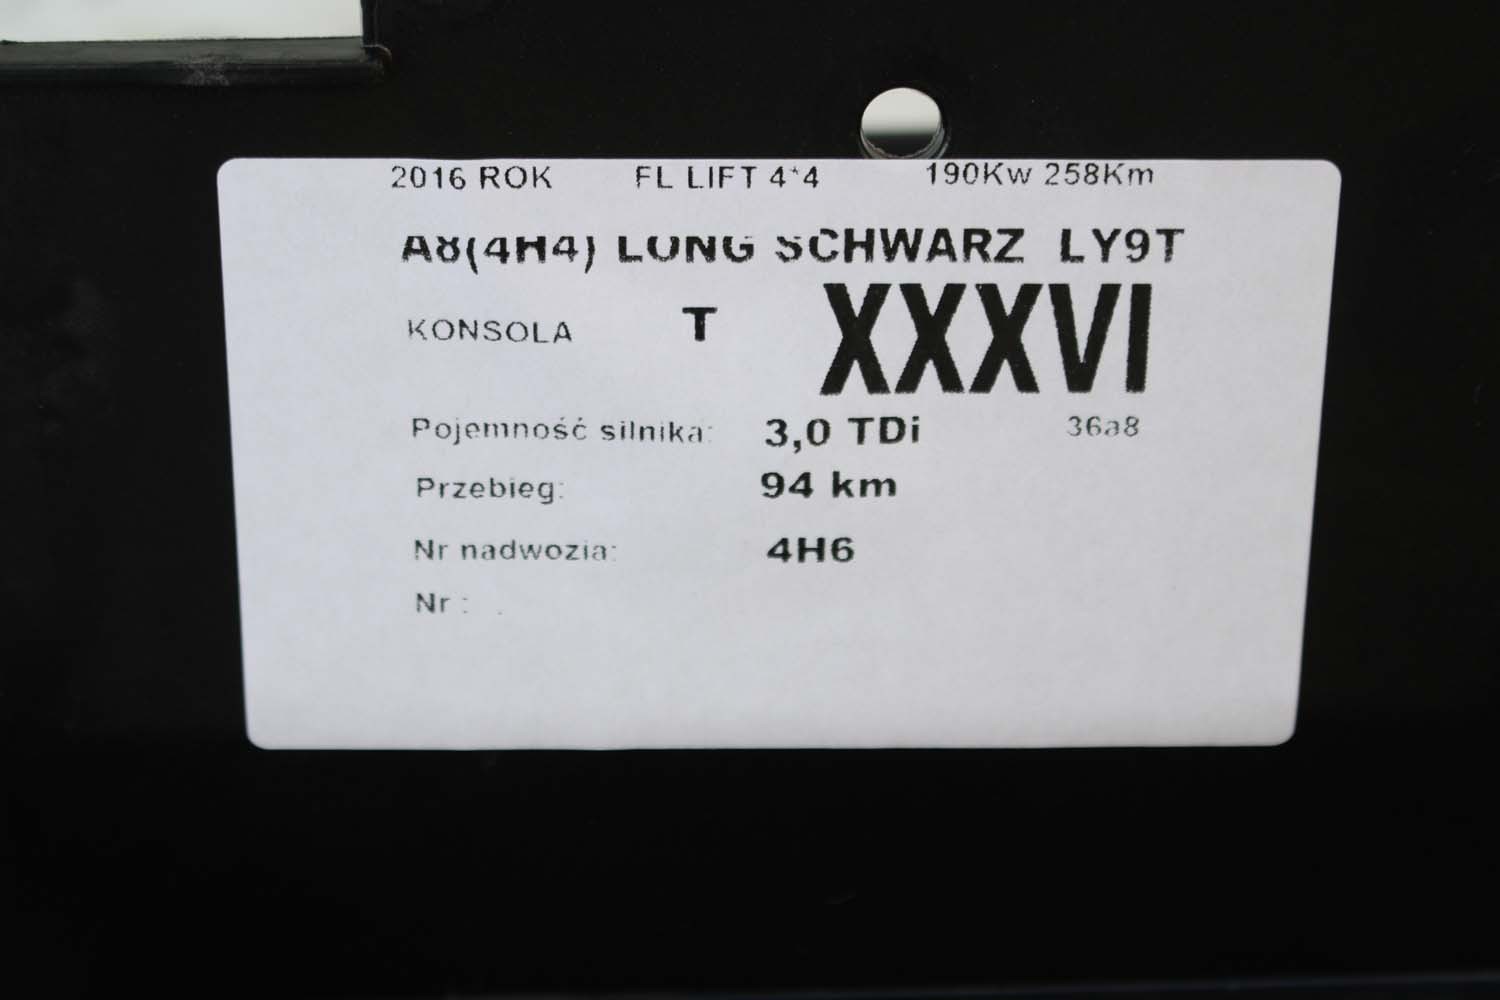 2016 ROK FL LIFT 4*4 190Kw 258Km
A8(4H4) LONG SCHWARZ LY9T
KONSOLA T XXXVI
Pojemność silnika: 3,0 TDi 36a8
Przebieg: 94 km
Nr nadwozia: 4H6
Nr : .